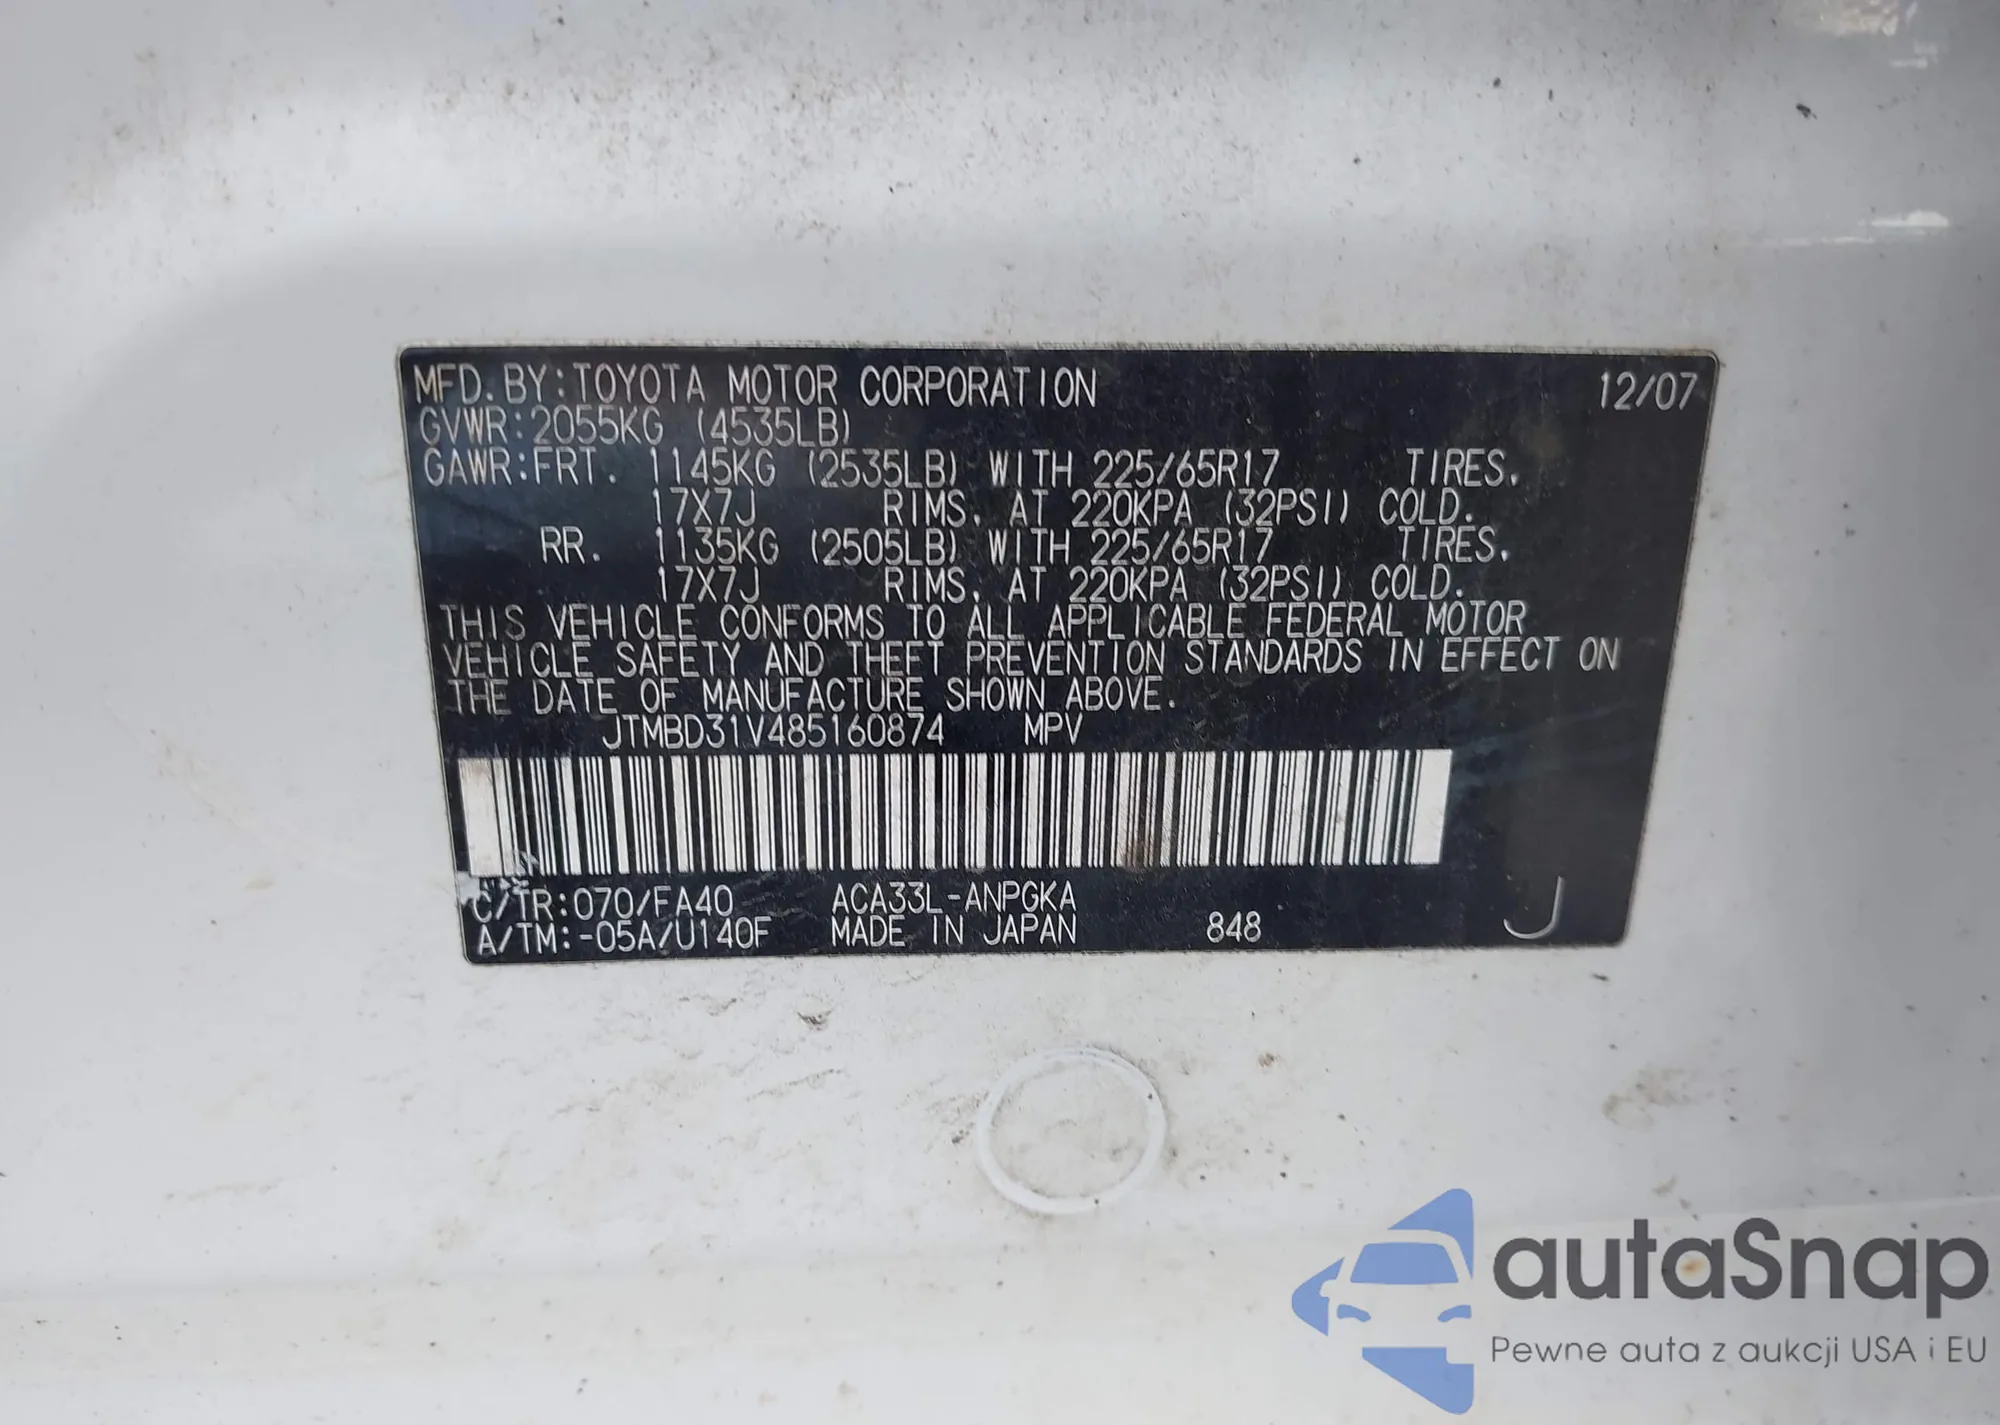 MFD. BY:TOYOTA MOTOR CORPORATION 12/07
GVWR:2055KG (4535LB)
GAWR:FRT. 1145KG (2535LB) WITH 225/65R17 TIRES,
17X7J RIMS, AT 220KPA (32PSI) COLD.
RR. 1135KG (2505LB) WITH 225/65R17 TIRES,
17X7J RIMS, AT 220KPA (32PSI) COLD.
THIS VEHICLE CONFORMS TO ALL APPLICABLE FEDERAL MOTOR
VEHICLE SAFETY AND THEFT PREVENTION STANDARDS IN EFFECT ON
THE DATE OF MANUFACTURE SHOWN ABOVE.
JTMBD31V485160874 MPV
C/TR:070/FA40 ACA33L-ANPGKA
A/TM:-05A/U140F MADE IN JAPAN 848 J
autaSnap
Pewne auta z aukcji USA i EU